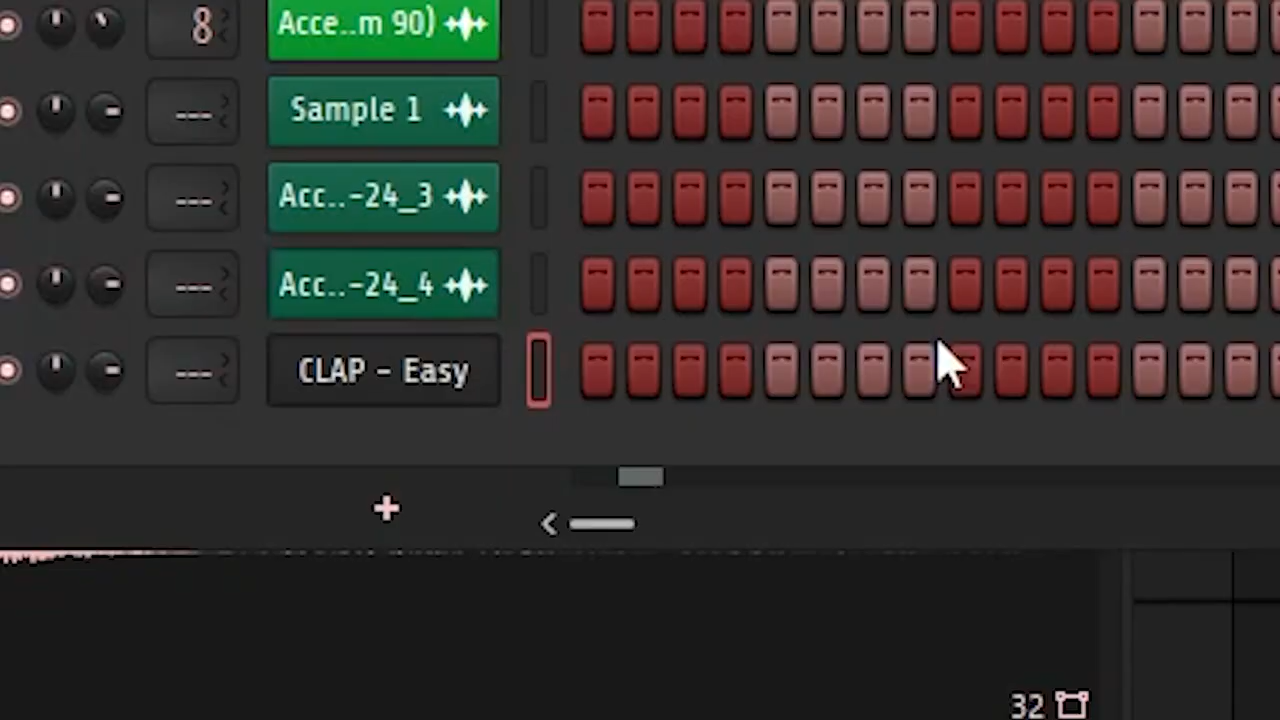 8 Acce..m 90)
--- Sample 1
--- Acc..-24_3
--- Acc..-24_4
--- CLAP - Easy
32